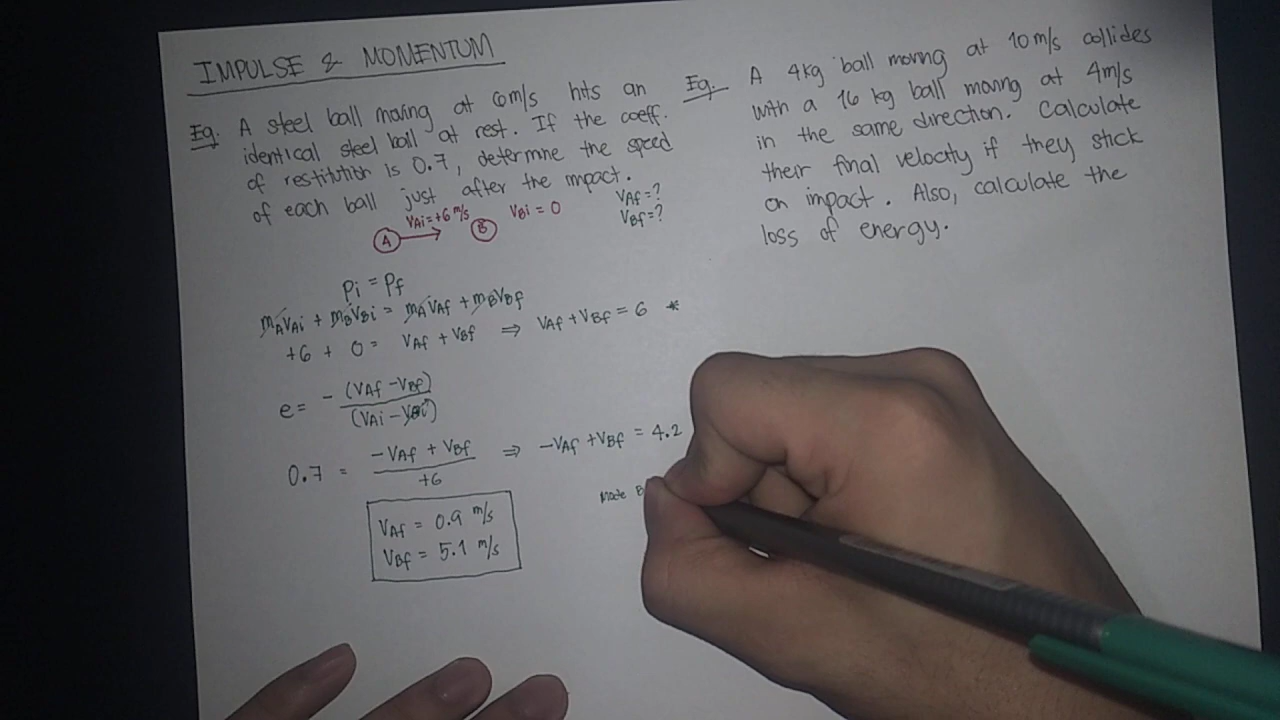 IMPULSE & MOMENTUM
Eg. A steel ball moving at 6m/s hits an
identical steel ball at rest. If the coeff.
of restitution is 0.7, determine the speed
of each ball just after the impact.
VAi=+6 m/s
VBi = 0
VAf=?
VBf=?
A
B
Pi = Pf
mAVAi + mBVBi = mAVAf + mBVBf
+6 + 0 = VAf + VBf ⇒ VAf + VBf = 6 *
e = -(VAf - VBf)/(VAi - VBi)
0.7 = (-VAf + VBf)/+6 ⇒ -VAf + VBf = 4.2
Mode
VAf = 0.9 m/s
VBf = 5.1 m/s
Eg. A 4kg ball moving at 10m/s collides
with a 16 kg ball moving at 4m/s
in the same direction. Calculate
their final velocity if they stick
on impact. Also, calculate the
loss of energy.